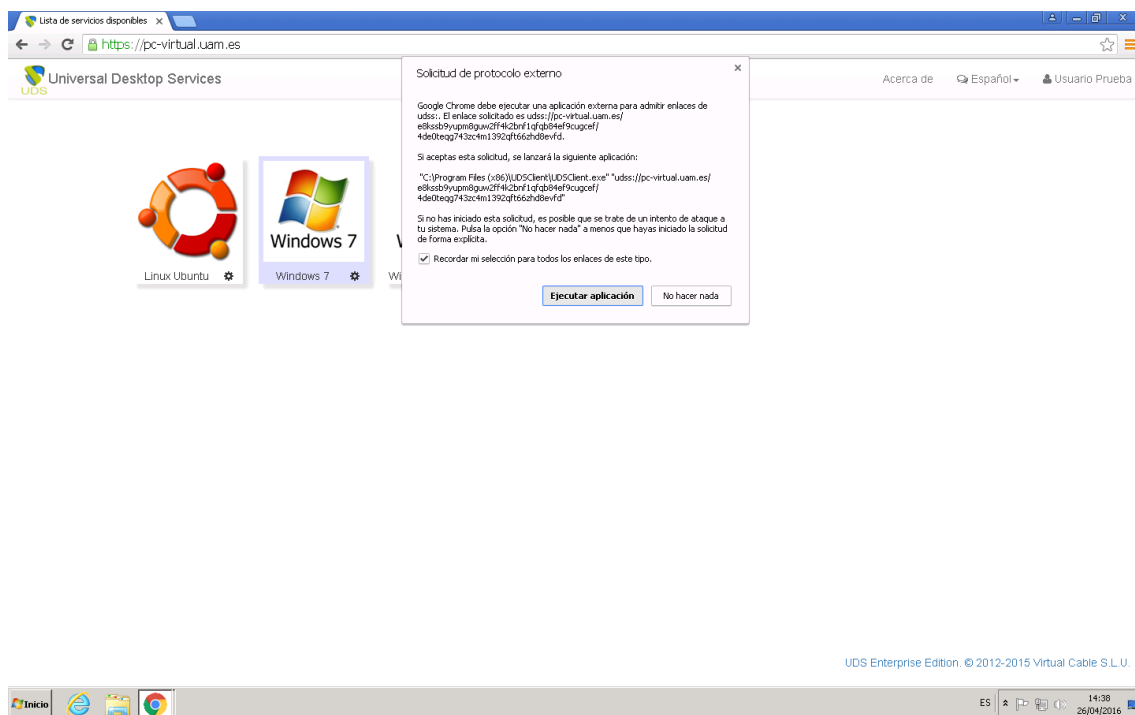 Lista de servicios disponibles
https://pc-virtual.uam.es
UDS
Universal Desktop Services
Acerca de
Español
Usuario Prueba
Solicitud de protocolo externo
Google Chrome debe ejecutar una aplicación externa para admitir enlaces de
udss:. El enlace solicitado es udss://pc-virtual.uam.es/
e8kssb9yupm8guw2ff4k2bnf1qfqb84ef9cugcef/
4de0teqg743zc4m1392qft66zhd8evfd.
Si aceptas esta solicitud, se lanzará la siguiente aplicación:
"C:\Program Files (x86)\UDSClient\UDSClient.exe" "udss://pc-virtual.uam.es/
e8kssb9yupm8guw2ff4k2bnf1qfqb84ef9cugcef/
4de0teqg743zc4m1392qft66zhd8evfd"
Si no has iniciado esta solicitud, es posible que se trate de un intento de ataque a
tu sistema. Pulsa la opción "No hacer nada" a menos que hayas iniciado la solicitud
de forma explícita.
Recordar mi selección para todos los enlaces de este tipo.
Ejecutar aplicación
No hacer nada
Windows 7
Linux Ubuntu
Windows 7
Wi
UDS Enterprise Edition. © 2012-2015 Virtual Cable S.L.U.
Inicio
ES
14:38
26/04/2016